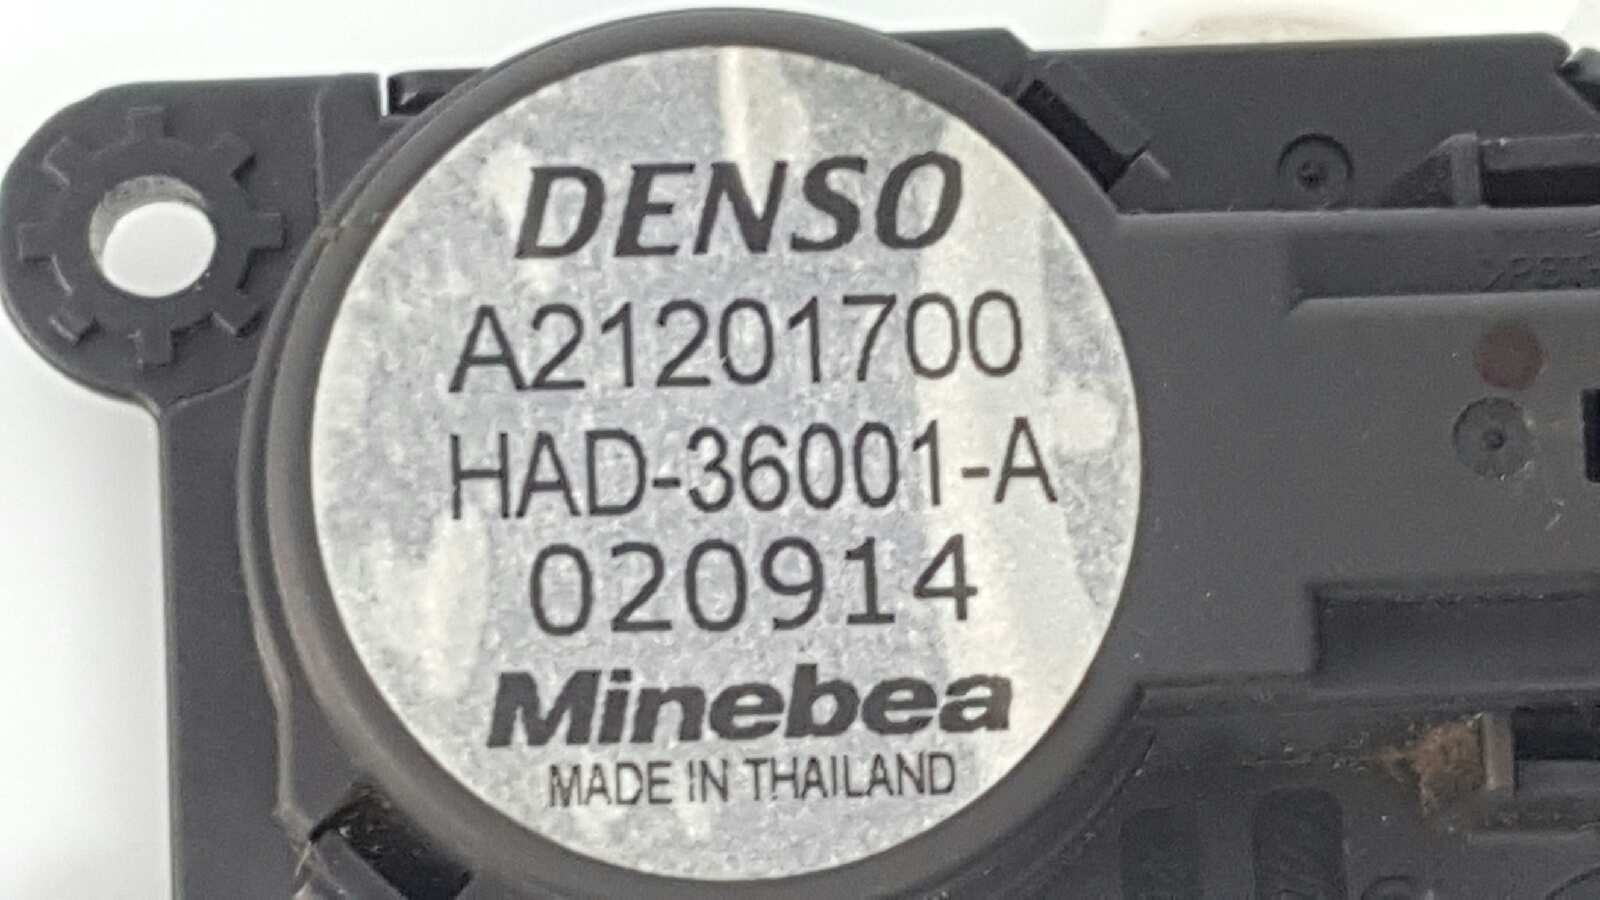 DENSO
A21201700
HAD-36001-A
020914
Minebea
MADE IN THAILAND